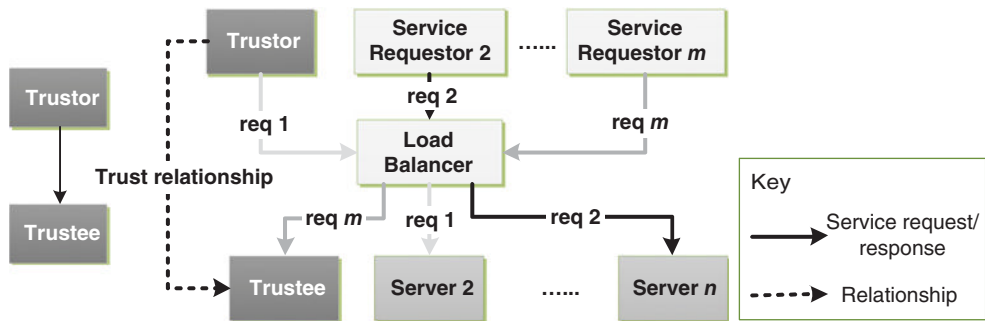 Trustor
Service
Requestor 2
......
Service
Requestor m
Trustor
req 2
req 1
req m
Load
Balancer
Trust relationship
Trustee
req m
req 1
req 2
Trustee
Server 2
......
Server n
Key
Service request/
response
Relationship